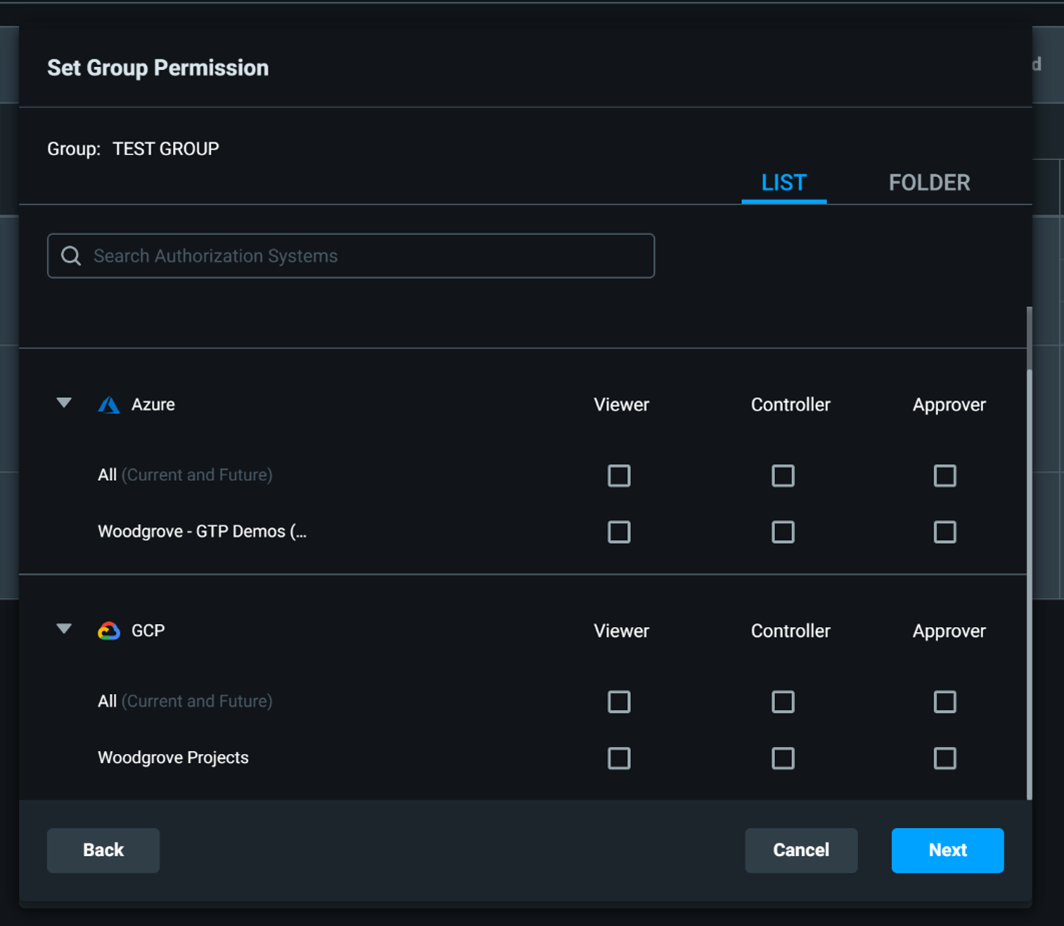 Set Group Permission
Group: TEST GROUP
LIST FOLDER
Search Authorization Systems
Azure Viewer Controller Approver
All (Current and Future)
Woodgrove - GTP Demos (...
GCP Viewer Controller Approver
All (Current and Future)
Woodgrove Projects
Back Cancel Next